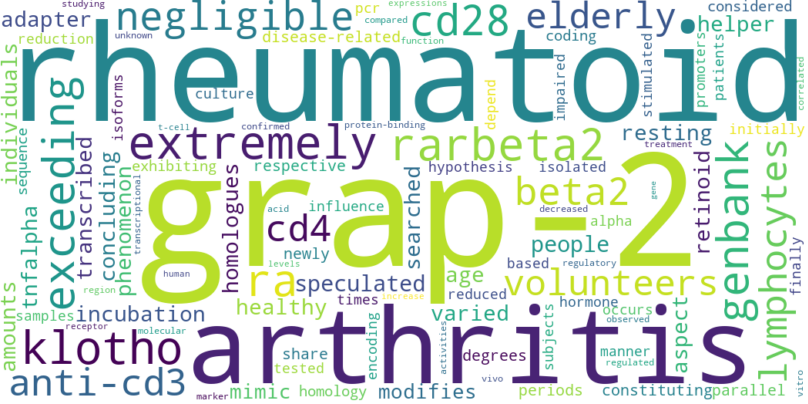 studying
adapter
negligible
pcr
compared
expressions
cd28
elderly
considered
helper
reduction
unknown
disease-related
function
coding
rheumatoid
individuals
culture
isoforms
depend
impaired
stimulated
promoters
patients
correlated
exceeding
t-cell
confirmed
protein-binding
resting
initially
sequence
transcribed
extremely
rarbeta2
treatment
concluding
phenomenon
exhibiting
respective
hypothesis
isolated
retinoid
genbank
lymphocytes
transcriptional
grap-2
homologues
acid
influence
searched
beta2
decreased
alpha
gene
tnfalpha
cd4
newly
people
based
regulatory
region
human
levels
ra
speculated
age
volunteers
finally
amounts
samples
incubation
healthy
times
increase
reduced
hormone
occurs
aspect
receptor
molecular
varied
observed
klotho
arthritis
encoding
share
tested
activities
degrees
subjects
manner
regulated
anti-cd3
marker
mimic
homology
modifies
vivo
periods
constituting
parallel
vitro